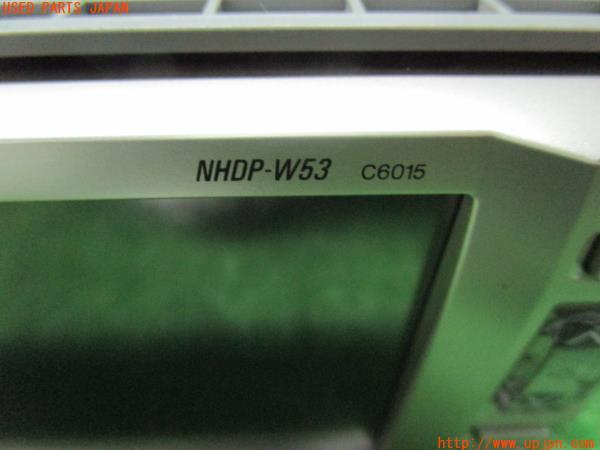 USED PARTS JAPAN
NHDP-W53 C6015
http://www.upjsn.com/